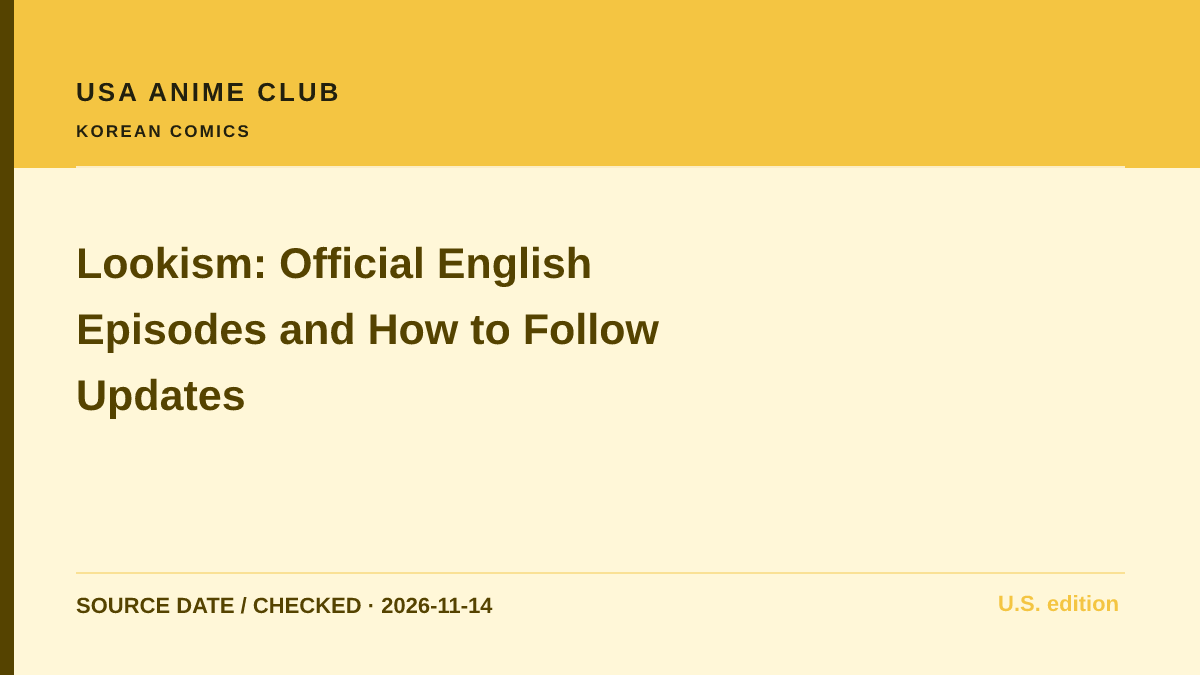 USA ANIME CLUB
KOREAN COMICS
Lookism: Official English
Episodes and How to Follow
Updates
SOURCE DATE / CHECKED · 2026-11-14
U.S. edition